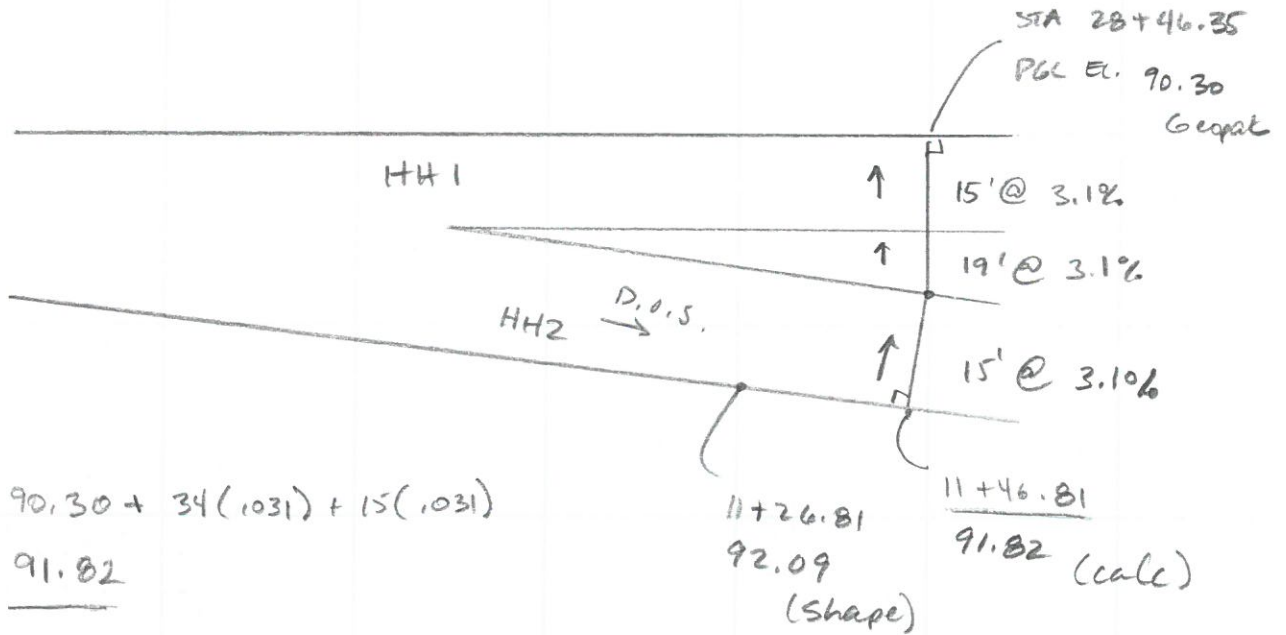 STA 28+46.35
PGL El. 90.30
Geopak
HH1
↑ 15'@ 3.1%
↑ 19'@ 3.1%
HH2 D.O.S. →
↑ 15'@ 3.10%
90.30 + 34(.031) + 15(.031)
91.82
11+26.81
92.09
(shape)
11+46.81
91.82 (calc)